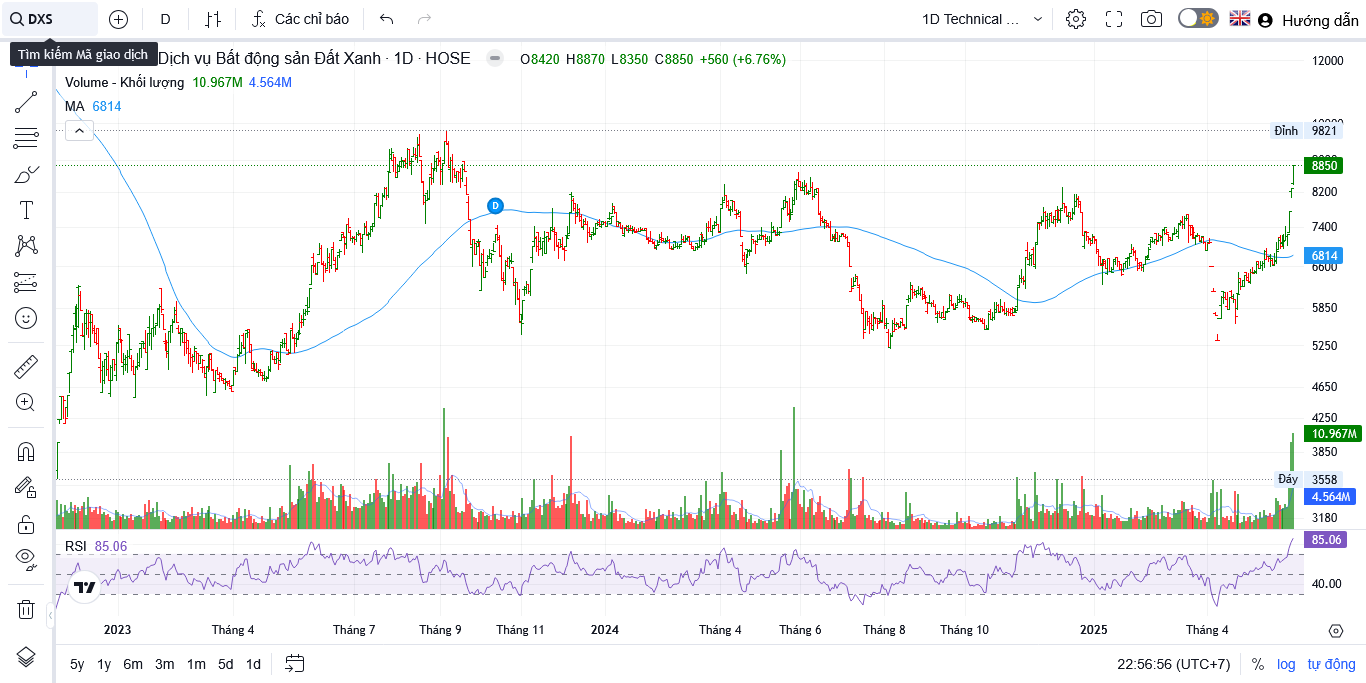 DXS
D
Các chỉ báo
1D Technical ...
Hướng dẫn
Tìm kiếm Mã giao dịch
Dịch vụ Bất động sản Đất Xanh · 1D · HOSE
O8420 H8870 L8350 C8850 +560 (+6.76%)
Volume - Khối lượng 10.967M 4.564M
MA 6814
12000
Đỉnh 9821
8850
8200
D
7400
6814
6600
5850
5250
4650
4250
10.967M
3850
Đáy 3558
4.564M
3180
RSI 85.06
85.06
40.00
2023 Tháng 4 Tháng 7 Tháng 9 Tháng 11 2024 Tháng 4 Tháng 6 Tháng 8 Tháng 10 2025 Tháng 4
5y 1y 6m 3m 1m 5d 1d
22:56:56 (UTC+7) % log tự động